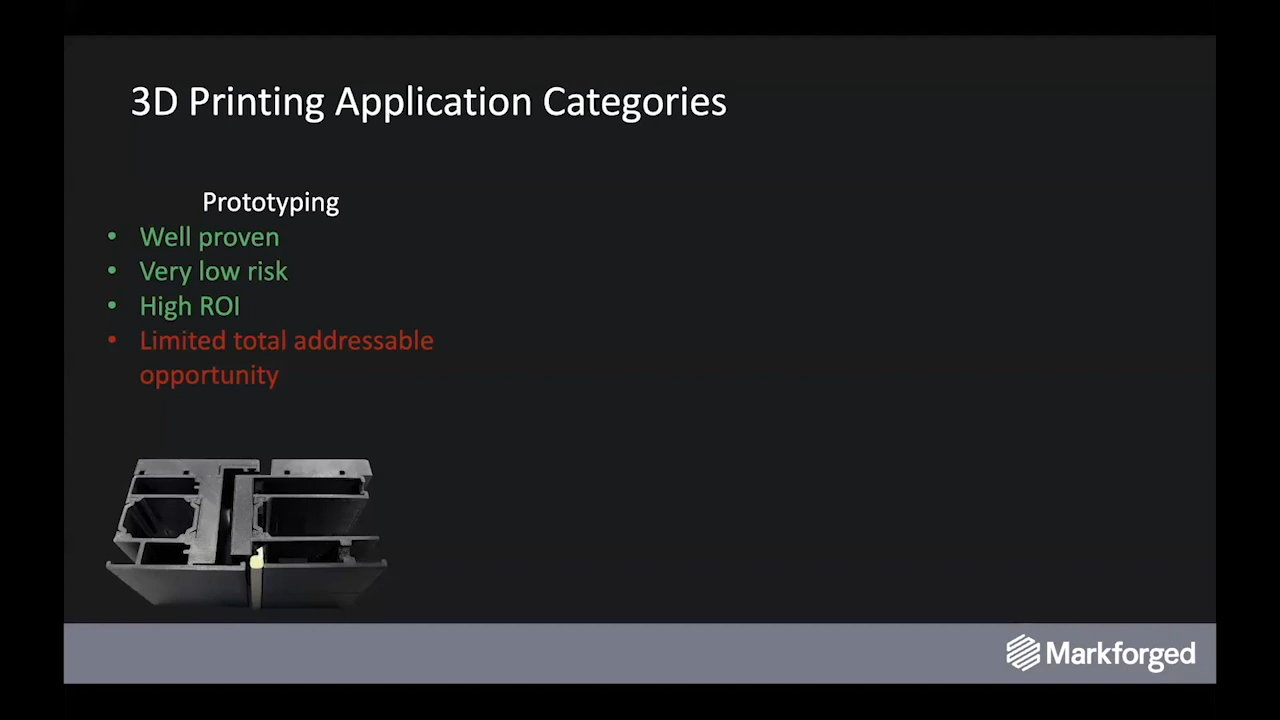 3D Printing Application Categories
Prototyping
• Well proven
• Very low risk
• High ROI
• Limited total addressable
opportunity
Markforged